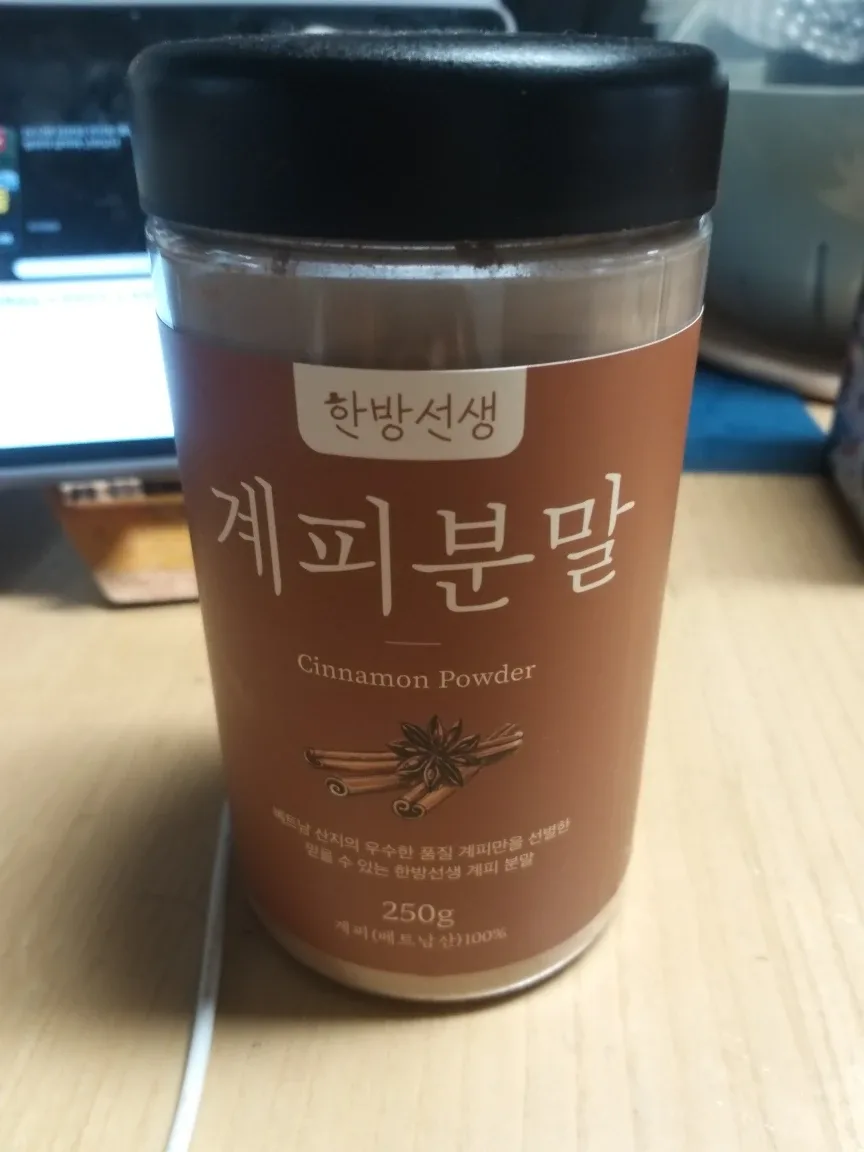 한방선생
계피분말
Cinnamon Powder
베트남 산지의 우수한 품질 계피만을 선별한
믿을 수 있는 한방선생 계피 분말
250g
계피(베트남산)100%